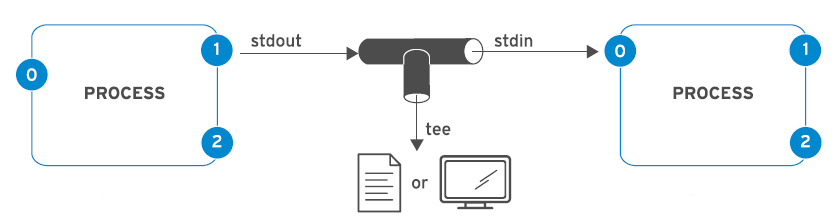 1
stdout
stdin
0
1
0
PROCESS
PROCESS
tee
2
2
or